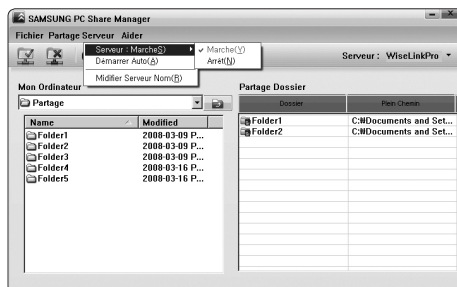 SAMSUNG PC Share Manager
Fichier Partage Serveur Aider
Serveur : MarcheS) Marche(Y)
Démarrer Auto(A) Arrêt(N)
Midifier Serveur Nom(R)
Serveur : WiseLinkPro
Mon Ordinateur Partage Dossier
Partage
Dossier Plein Chemin
Name Modified
Folder1 2008-03-09 P...
Folder2 2008-03-09 P...
Folder3 2008-03-09 P...
Folder4 2008-03-16 P...
Folder5 2008-03-16 P...
Folder1 C:₩Documents and Set...
Folder2 C:₩Documents and Set...